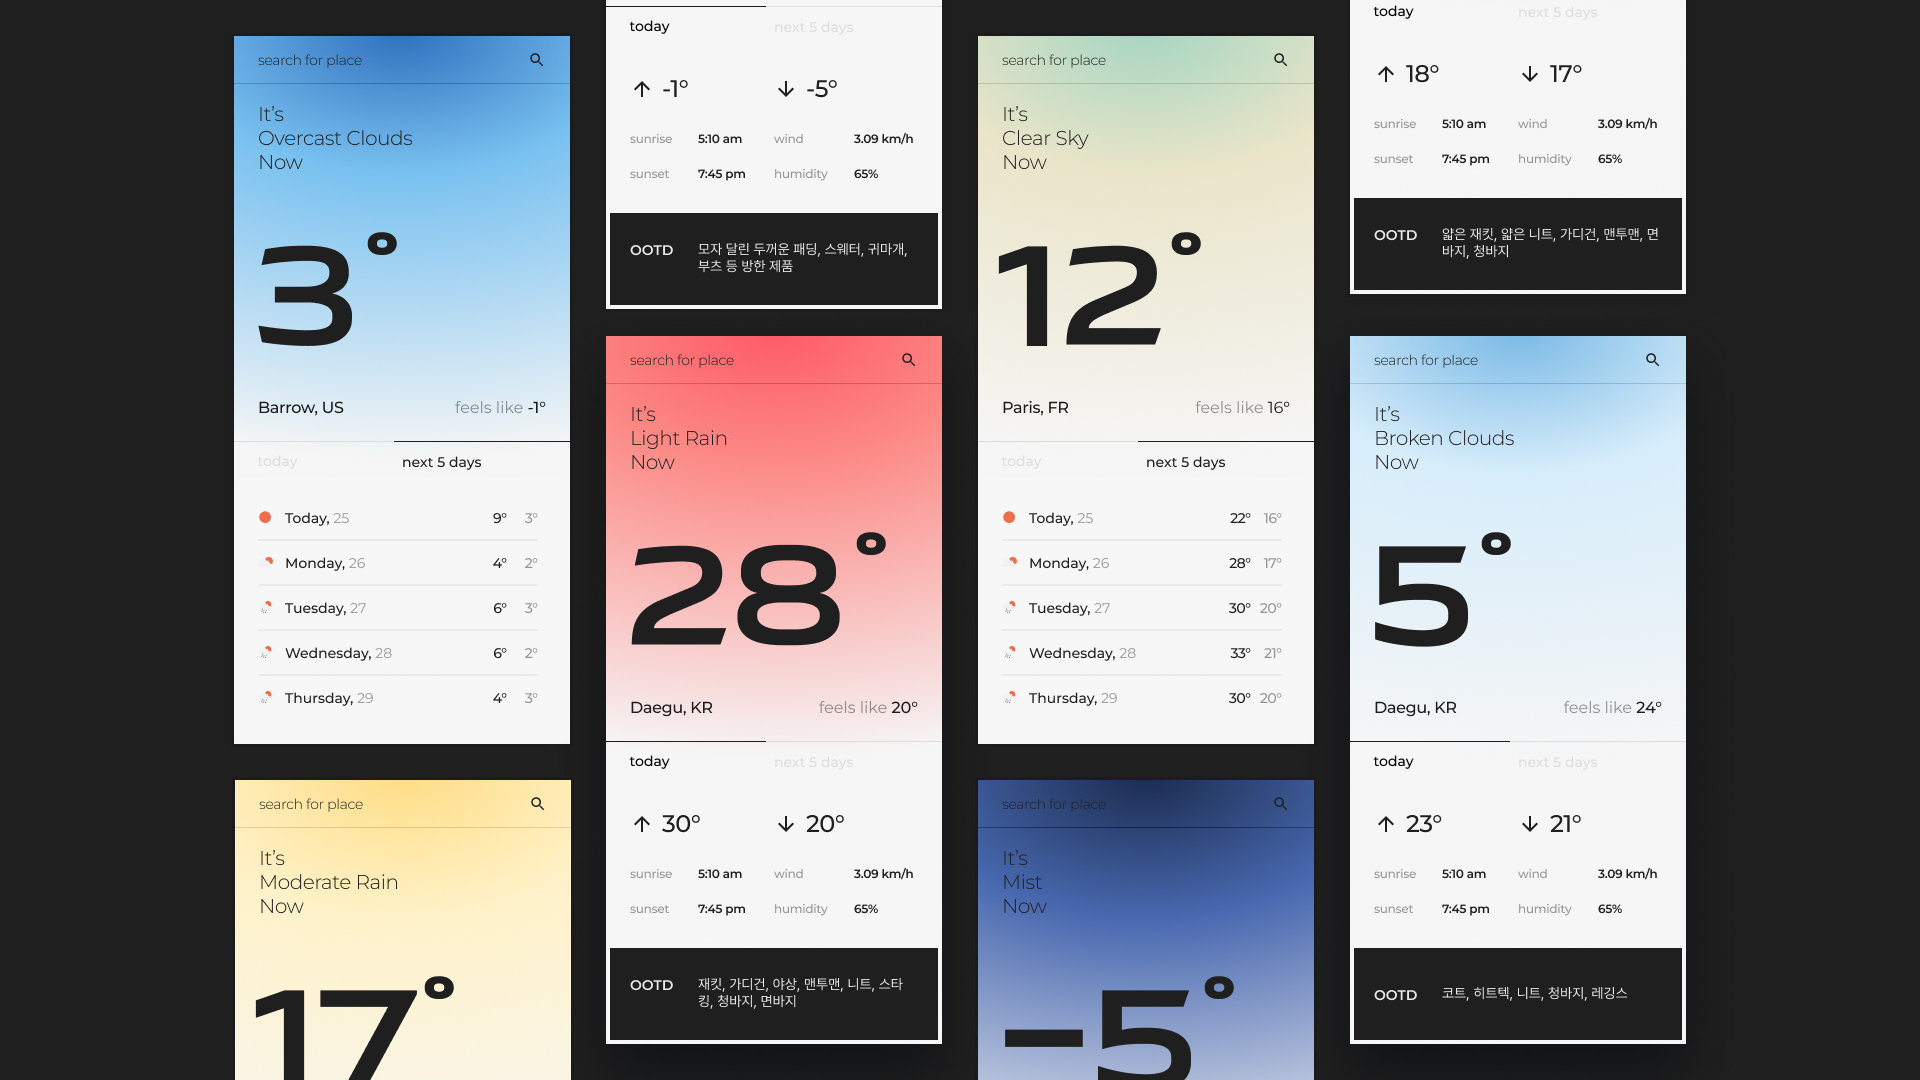 search for place
It's
Overcast Clouds
Now
3°
Barrow, US
feels like -1°
today
next 5 days
Today, 25 9° 3°
Monday, 26 4° 2°
Tuesday, 27 6° 3°
Wednesday, 28 6° 2°
Thursday, 29 4° 3°
search for place
It's
Moderate Rain
Now
17°
today
next 5 days
↑ -1° ↓ -5°
sunrise 5:10 am wind 3.09 km/h
sunset 7:45 pm humidity 65%
OOTD
모자 달린 두꺼운 패딩, 스웨터, 귀마개,
부츠 등 방한 제품
search for place
It's
Light Rain
Now
28°
Daegu, KR
feels like 20°
today
next 5 days
↑ 30° ↓ 20°
sunrise 5:10 am wind 3.09 km/h
sunset 7:45 pm humidity 65%
OOTD
재킷, 가디건, 야상, 맨투맨, 니트, 스타
킹, 청바지, 면바지
search for place
It's
Clear Sky
Now
12°
Paris, FR
feels like 16°
today
next 5 days
Today, 25 22° 16°
Monday, 26 28° 17°
Tuesday, 27 30° 20°
Wednesday, 28 33° 21°
Thursday, 29 30° 20°
search for place
It's
Mist
Now
-5°
today
next 5 days
↑ 18° ↓ 17°
sunrise 5:10 am wind 3.09 km/h
sunset 7:45 pm humidity 65%
OOTD
얇은 재킷, 얇은 니트, 가디건, 맨투맨, 면
바지, 청바지
search for place
It's
Broken Clouds
Now
5°
Daegu, KR
feels like 24°
today
next 5 days
↑ 23° ↓ 21°
sunrise 5:10 am wind 3.09 km/h
sunset 7:45 pm humidity 65%
OOTD
코트, 히트텍, 니트, 청바지, 레깅스